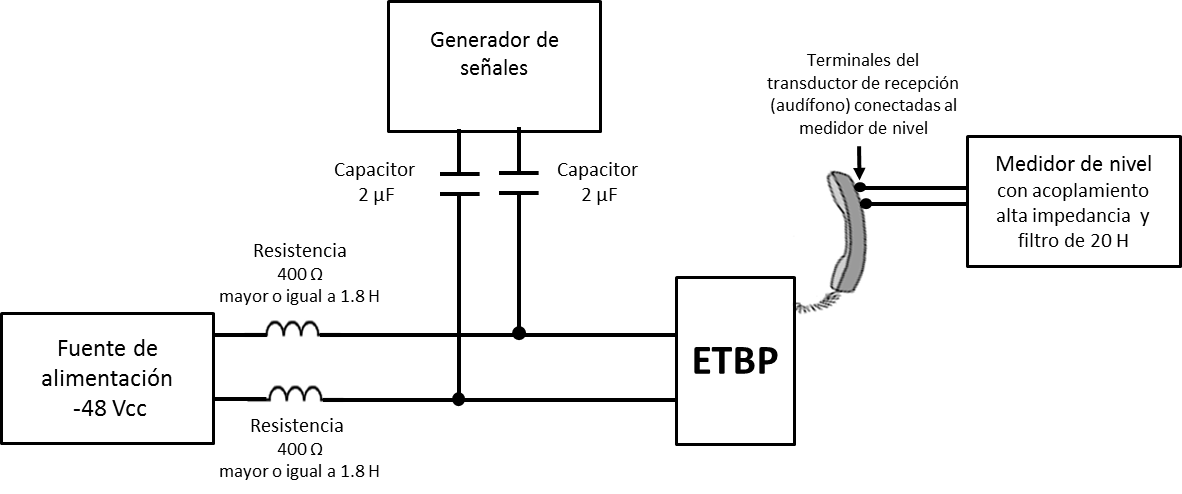 Generador de
señales
Terminales del
transductor de recepción
(audífono) conectadas al
medidor de nivel
Capacitor
2 µF
Capacitor
2 µF
Medidor de nivel
con acoplamiento
alta impedancia y
filtro de 20 H
Resistencia
400 Ω
mayor o igual a 1.8 H
Fuente de
alimentación
-48 Vcc
ETBP
Resistencia
400 Ω
mayor o igual a 1.8 H